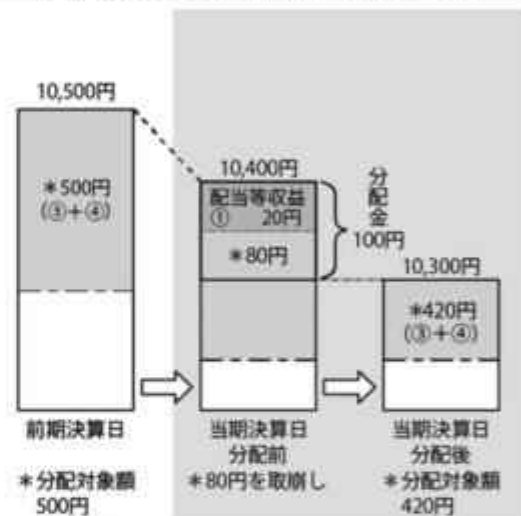 10,500円
*500円
(③+④)
10,400円
配当等収益
① 20円
*80円
分配金
100円
10,300円
*420円
(③+④)
前期決算日
*分配対象額
500円
当期決算日
分配前
*80円を取崩し
当期決算日
分配後
*分配対象額
420円